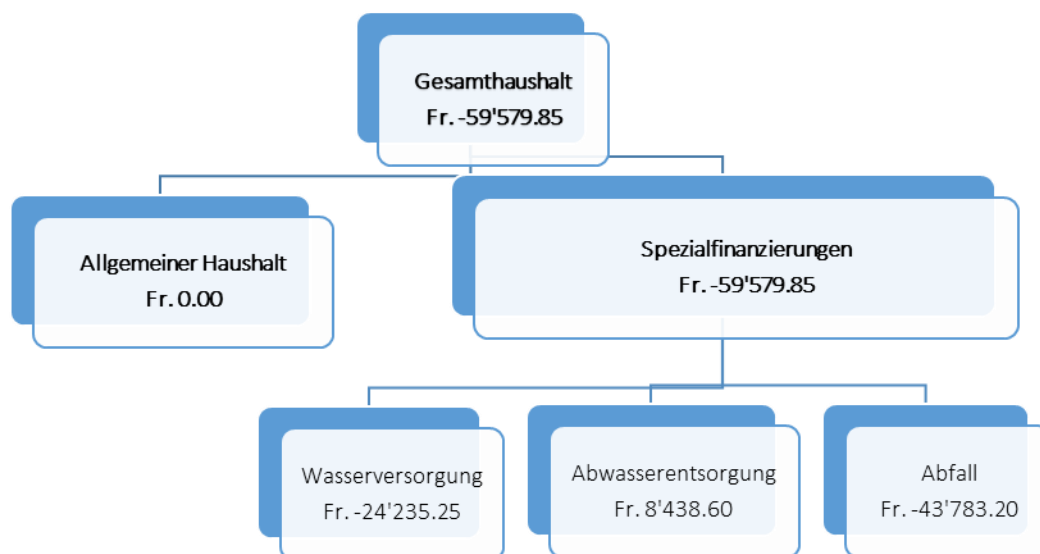 Gesamthaushalt
Fr. -59'579.85
Allgemeiner Haushalt
Fr. 0.00
Spezialfinanzierungen
Fr. -59'579.85
Wasserversorgung
Fr. -24'235.25
Abwasserentsorgung
Fr. 8'438.60
Abfall
Fr. -43'783.20